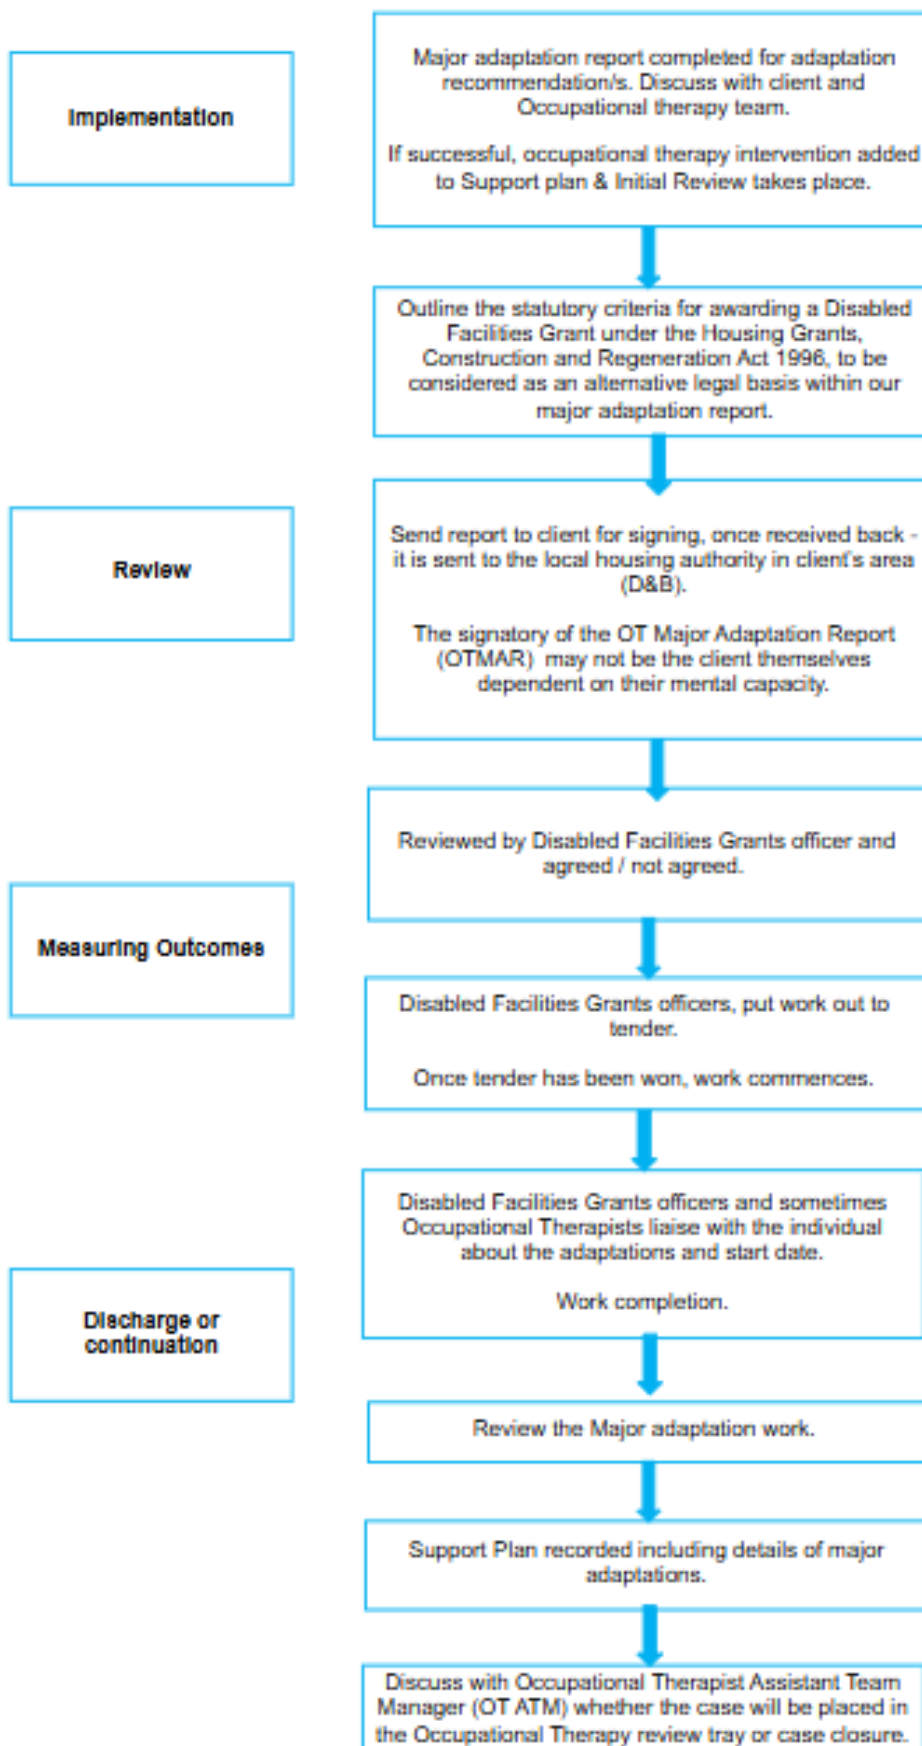 Implementation
Major adaptation report completed for adaptation
recommendation/s. Discuss with client and
Occupational therapy team.
If successful, occupational therapy intervention added
to Support plan & Initial Review takes place.
Outline the statutory criteria for awarding a Disabled
Facilities Grant under the Housing Grants,
Construction and Regeneration Act 1996, to be
considered as an alternative legal basis within our
major adaptation report.
Review
Send report to client for signing, once received back -
it is sent to the local housing authority in client's area
(D&B).
The signatory of the OT Major Adaptation Report
(OTMAR) may not be the client themselves
dependent on their mental capacity.
Reviewed by Disabled Facilities Grants officer and
agreed / not agreed.
Measuring Outcomes
Disabled Facilities Grants officers, put work out to
tender.
Once tender has been won, work commences.
Disabled Facilities Grants officers and sometimes
Occupational Therapists liaise with the individual
about the adaptations and start date.
Work completion.
Discharge or
continuation
Review the Major adaptation work.
Support Plan recorded including details of major
adaptations.
Discuss with Occupational Therapist Assistant Team
Manager (OT ATM) whether the case will be placed in
the Occupational Therapy review tray or case closure.